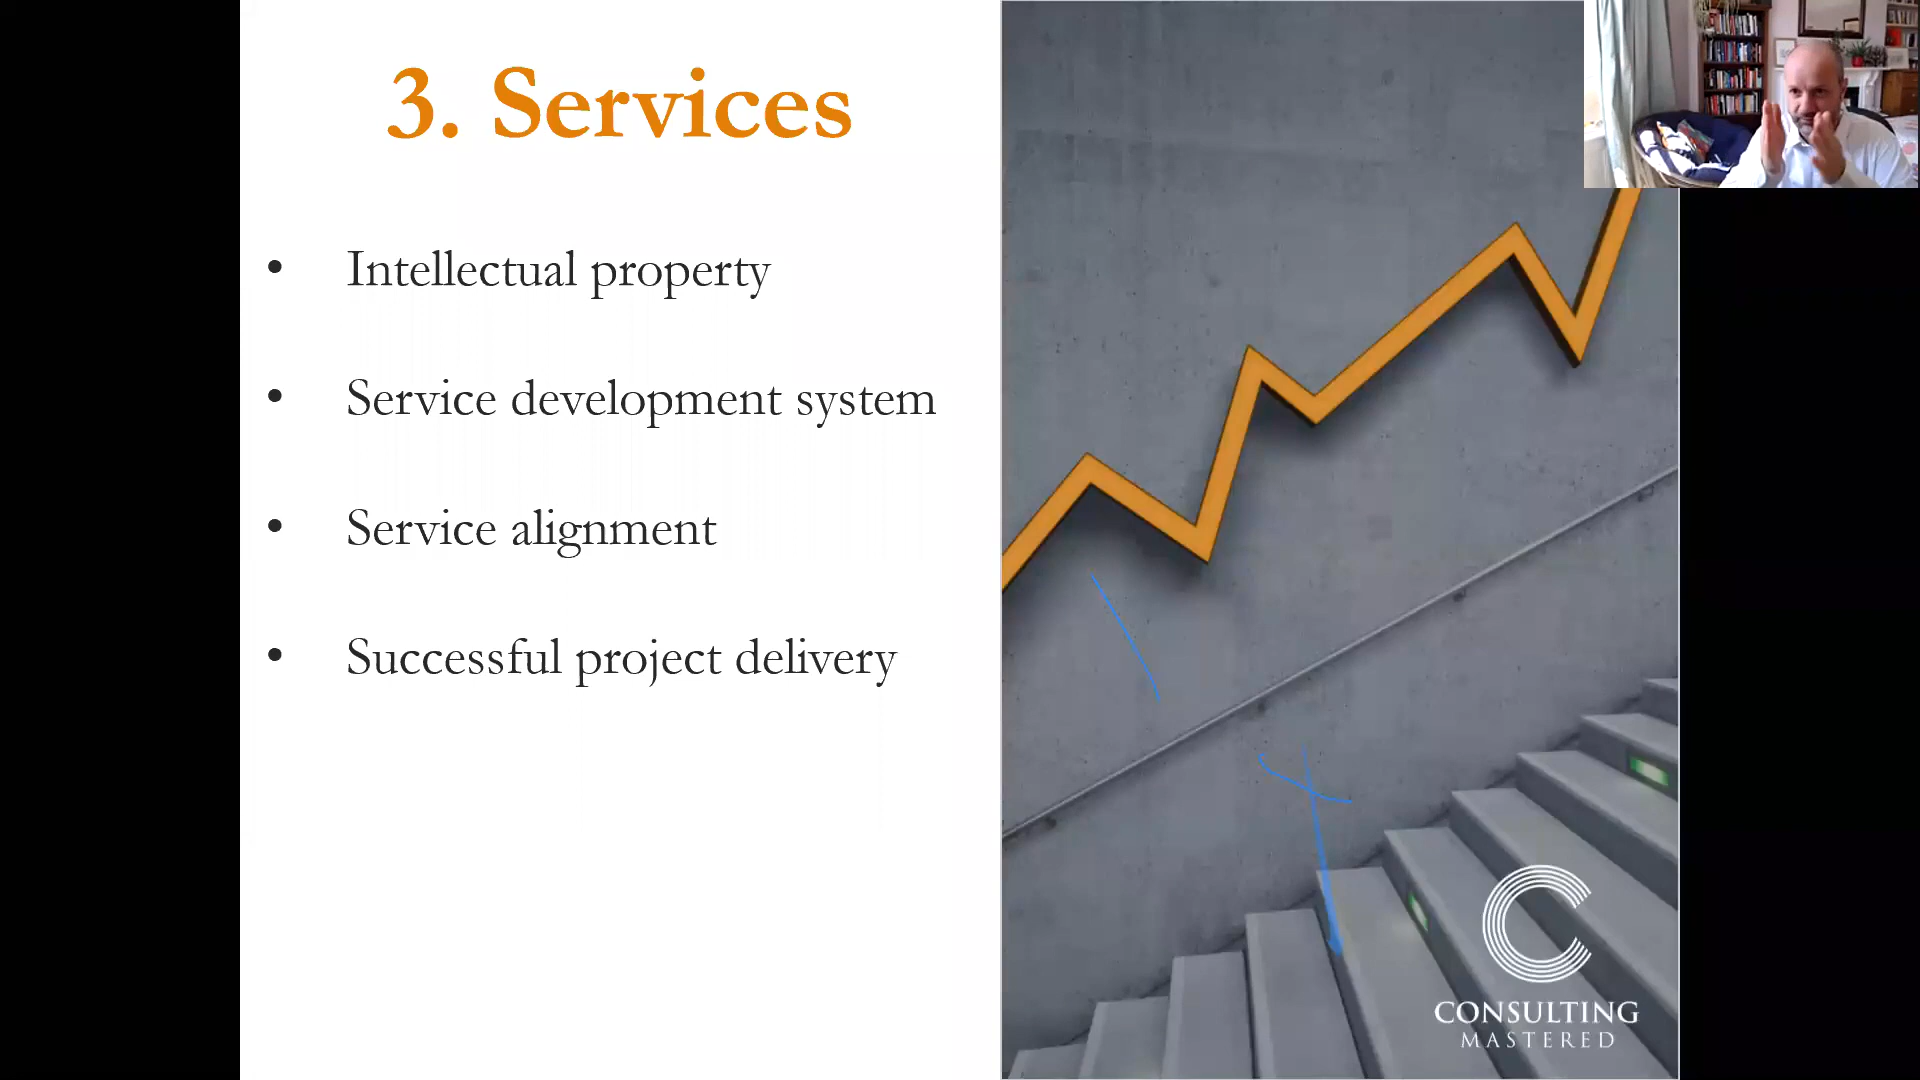 3. Services
• Intellectual property
• Service development system
• Service alignment
• Successful project delivery
CONSULTING
MASTERED